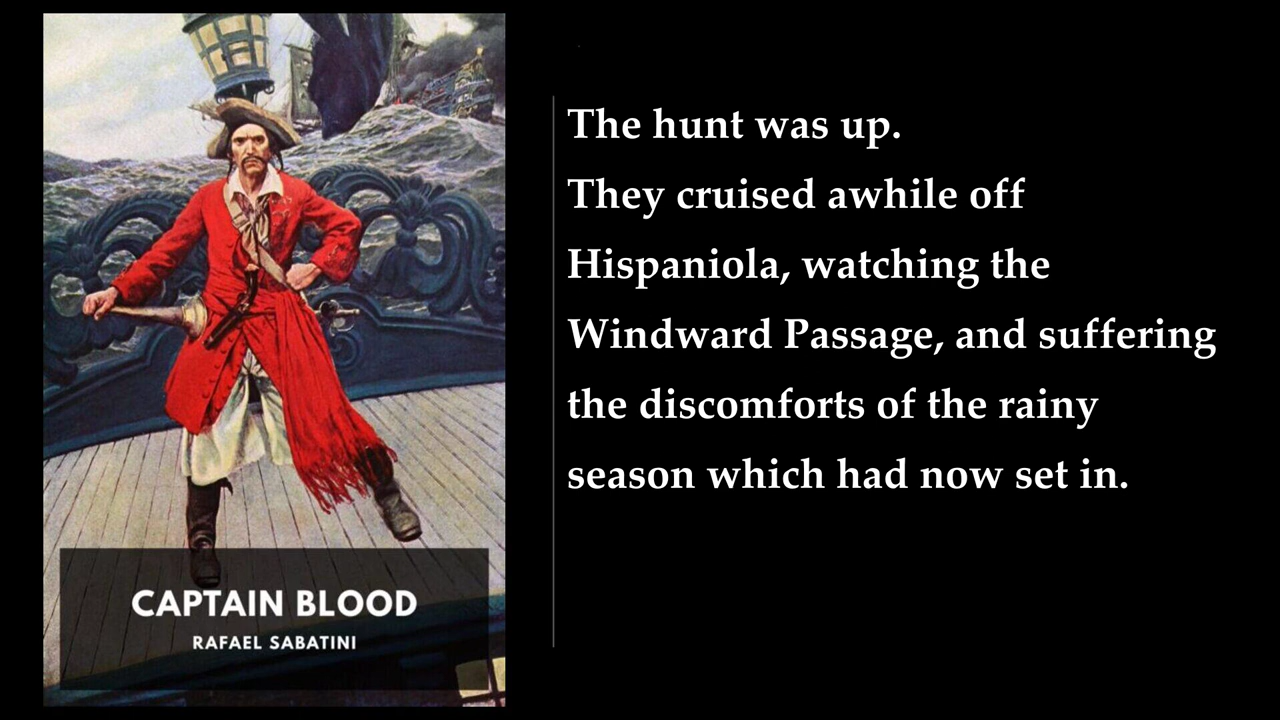 CAPTAIN BLOOD
RAFAEL SABATINI
The hunt was up.
They cruised awhile off
Hispaniola, watching the
Windward Passage, and suffering
the discomforts of the rainy
season which had now set in.